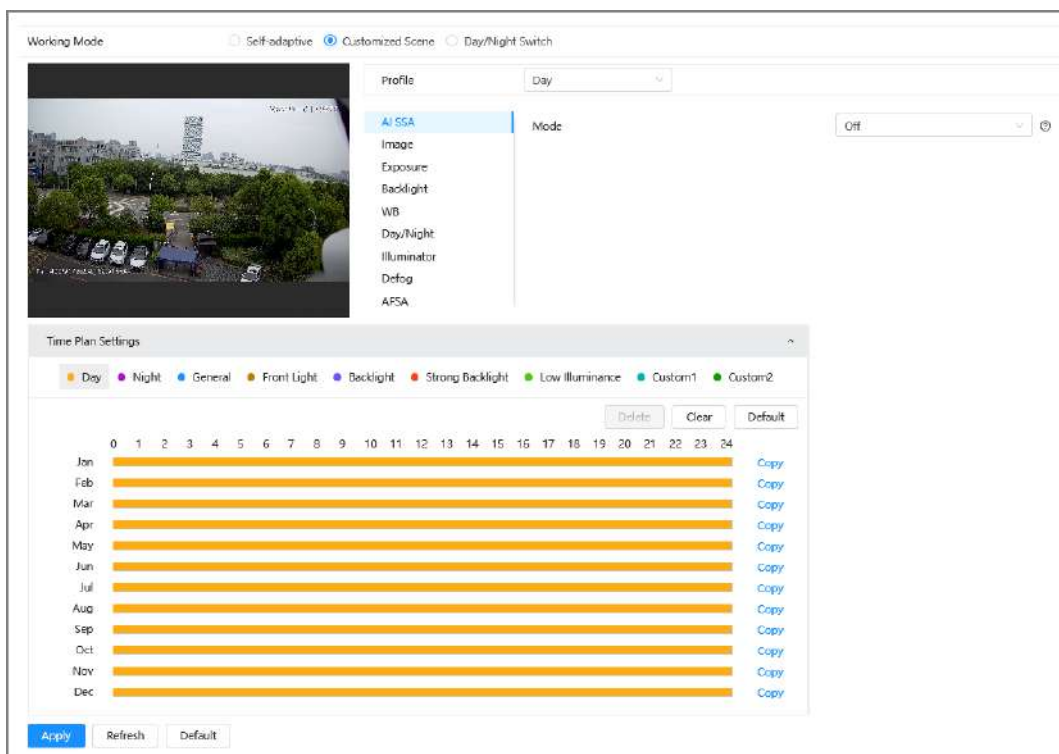 Working Mode Self-adaptive Customized Scene Day/Night Switch
Profile Day
AI SSA
Mode Off
Image
Exposure
Backlight
WB
Day/Night
Illuminator
Defog
AFSA
Time Plan Settings
Day Night General Front Light Backlight Strong Backlight Low Illuminance Custom1 Custom2
Delete Clear Default
0 1 2 3 4 5 6 7 8 9 10 11 12 13 14 15 16 17 18 19 20 21 22 23 24
Jan Copy
Feb Copy
Mar Copy
Apr Copy
May Copy
Jun Copy
Jul Copy
Aug Copy
Sep Copy
Oct Copy
Nov Copy
Dec Copy
Apply Refresh Default